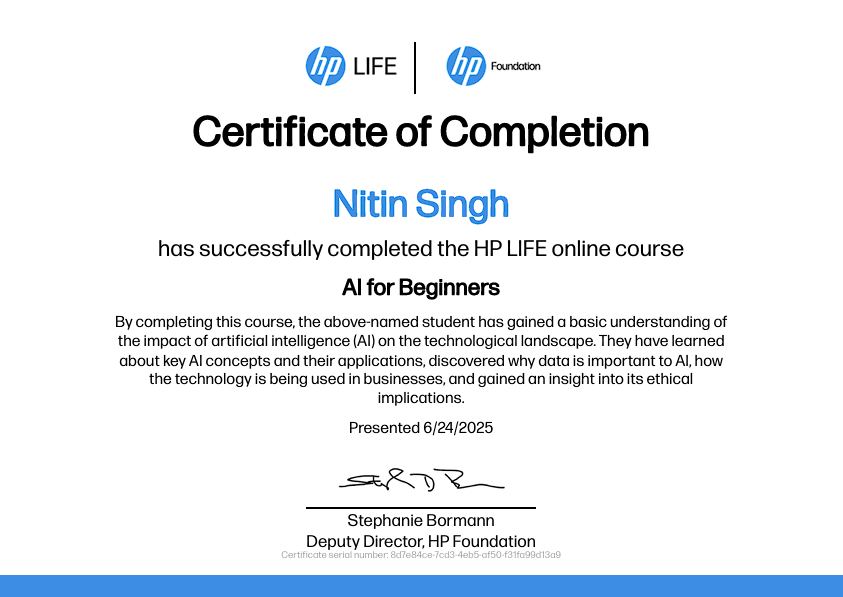 hp LIFE hp Foundation
Certificate of Completion
Nitin Singh
has successfully completed the HP LIFE online course
AI for Beginners
By completing this course, the above-named student has gained a basic understanding of
the impact of artificial intelligence (AI) on the technological landscape. They have learned
about key AI concepts and their applications, discovered why data is important to AI, how
the technology is being used in businesses, and gained an insight into its ethical
implications.
Presented 6/24/2025
Stephanie Bormann
Deputy Director, HP Foundation
Certificate serial number: 8d7e84ce-7cd3-4eb5-af50-f31fa99d13a9